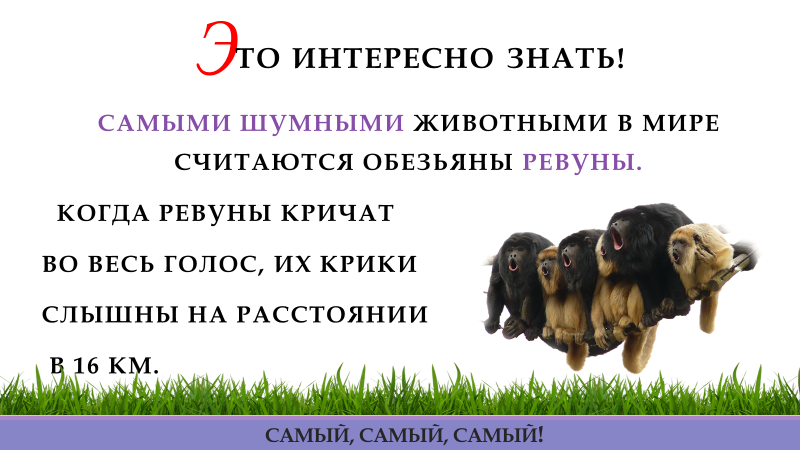 ЭТО ИНТЕРЕСНО ЗНАТЬ!
САМЫМИ ШУМНЫМИ ЖИВОТНЫМИ В МИРЕ
СЧИТАЮТСЯ ОБЕЗЬЯНЫ РЕВУНЫ.
КОГДА РЕВУНЫ КРИЧАТ
ВО ВЕСЬ ГОЛОС, ИХ КРИКИ
СЛЫШНЫ НА РАССТОЯНИИ
В 16 КМ.
САМЫЙ, САМЫЙ, САМЫЙ!